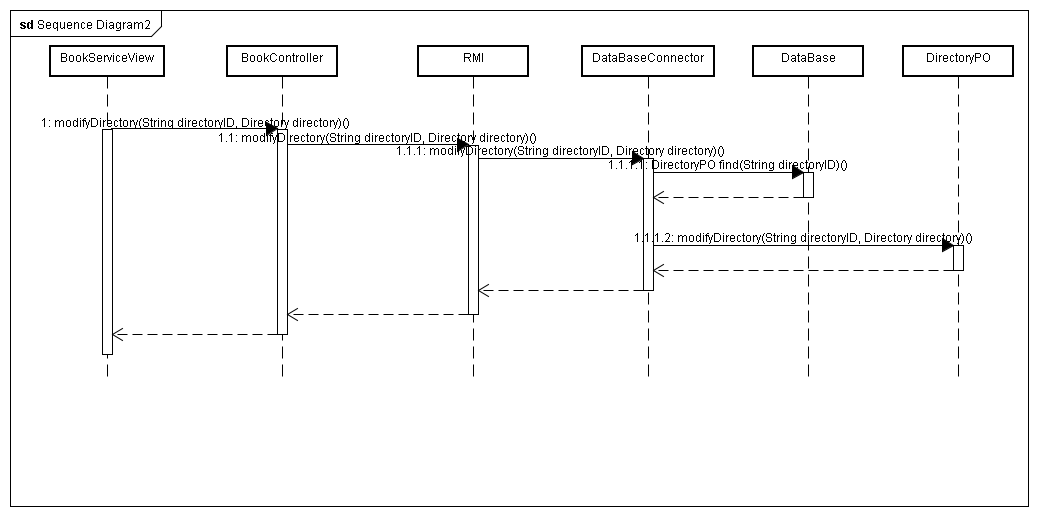 sd Sequence Diagram2
BookServiceView
BookController
RMI
DataBaseConnector
DataBase
DirectoryPO
1: modifyDirectory(String directoryID, Directory directory)()
1.1: modifyDirectory(String directoryID, Directory directory)()
1.1.1: modifyDirectory(String directoryID, Directory directory)()
1.1.1.1: DirectoryPO find(String directoryID)()
1.1.1.2: modifyDirectory(String directoryID, Directory directory)()